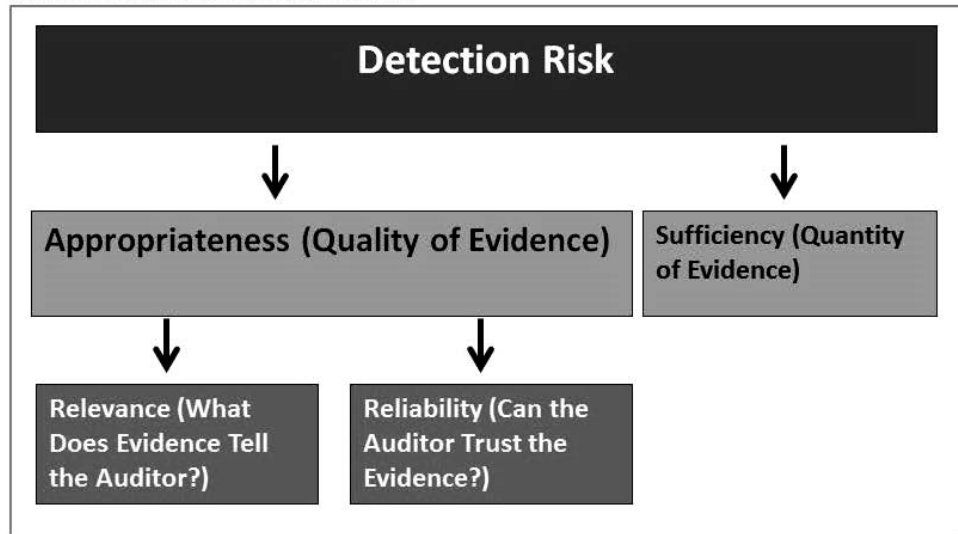 Detection Risk
Appropriateness (Quality of Evidence)
Sufficiency (Quantity
of Evidence)
Relevance (What
Does Evidence Tell
the Auditor?)
Reliability (Can the
Auditor Trust the
Evidence?)